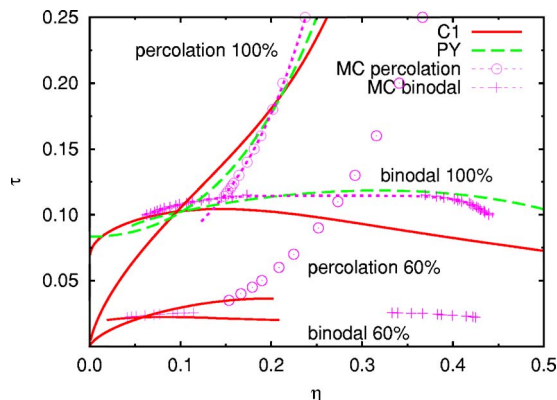 0.25
0.20
0.15
0.10
0.05
τ
0.0
0.1
0.2
0.3
0.4
0.5
η
percolation 100%
C1
PY
MC percolation
MC binodal
binodal 100%
percolation 60%
binodal 60%